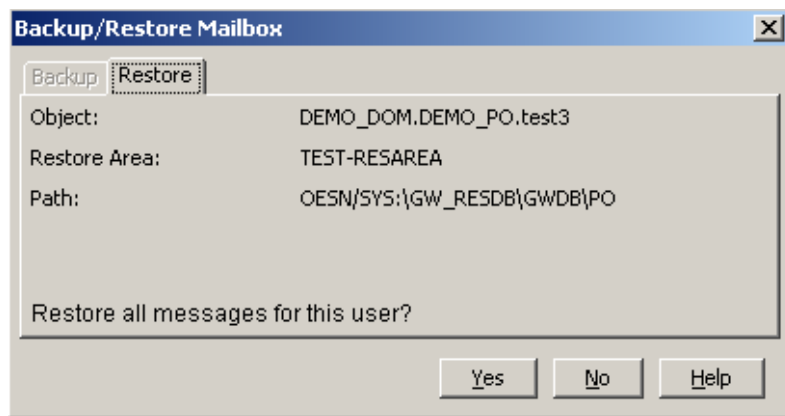 Backup/Restore Mailbox
Backup Restore
Object: DEMO_DOM.DEMO_PO.test3
Restore Area: TEST-RESAREA
Path: OESN/SYS:\GW_RESDB\GWDB\PO
Restore all messages for this user?
Yes No Help